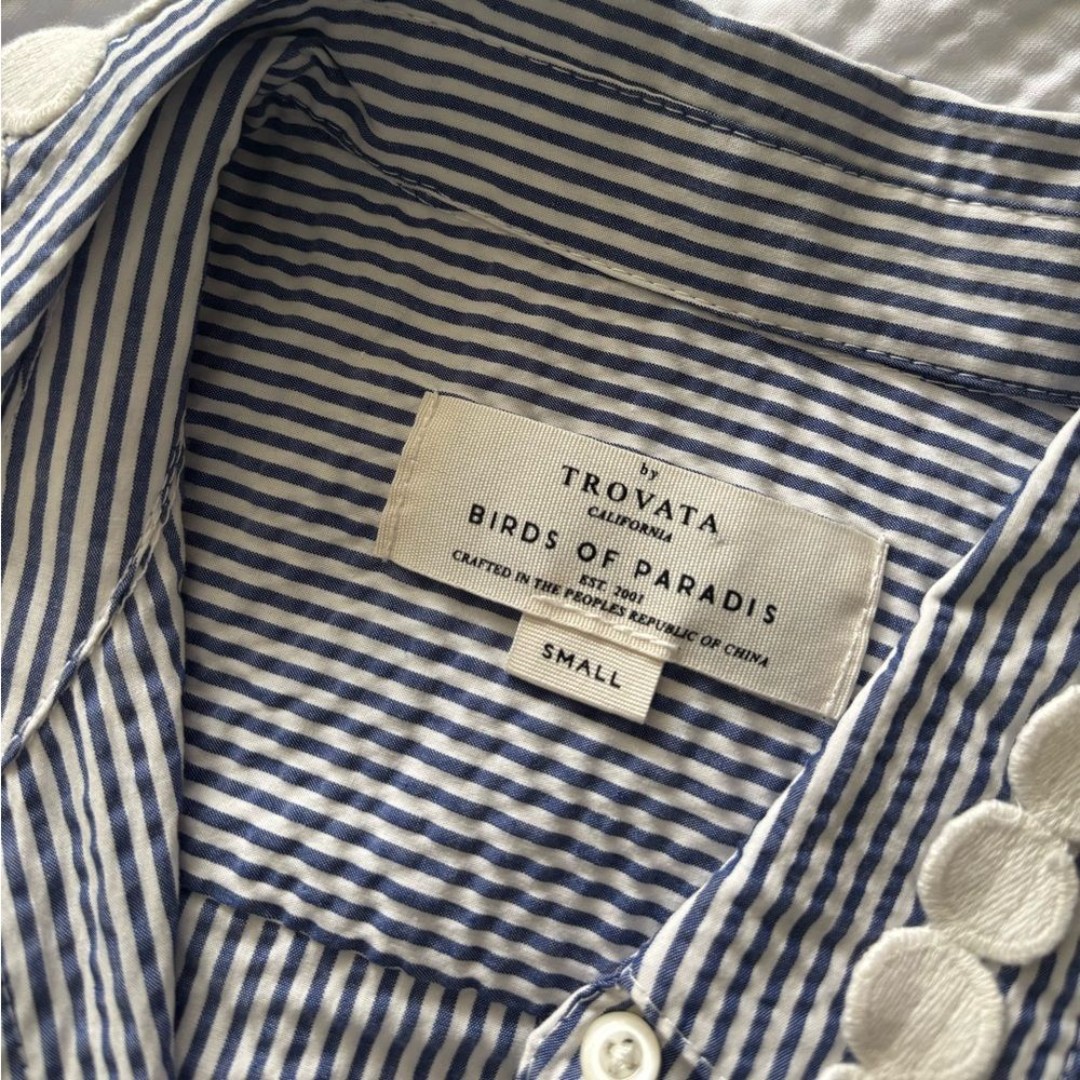 by
TROVATA
CALIFORNIA
BIRDS OF PARADIS
EST. 2001
CRAFTED IN THE PEOPLES REPUBLIC OF CHINA
SMALL